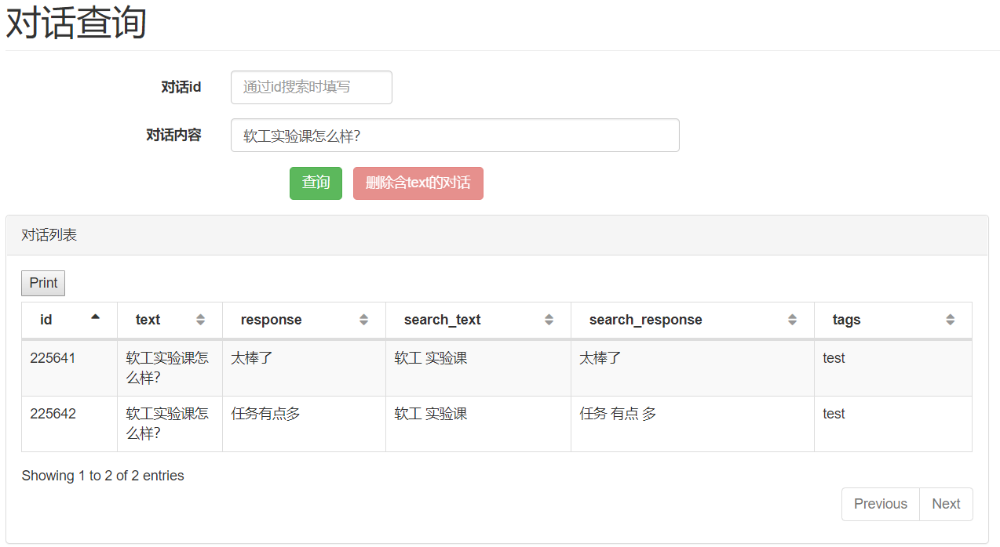 对话查询
对话id 通过id搜索时填写
对话内容 软工实验课怎么样？
查询 删除含text的对话
对话列表
Print
id text response search_text search_response tags
225641 软工实验课怎么样？ 太棒了 软工 实验课 太棒了 test
225642 软工实验课怎么样？ 任务有点多 软工 实验课 任务 有点 多 test
Showing 1 to 2 of 2 entries
Previous Next